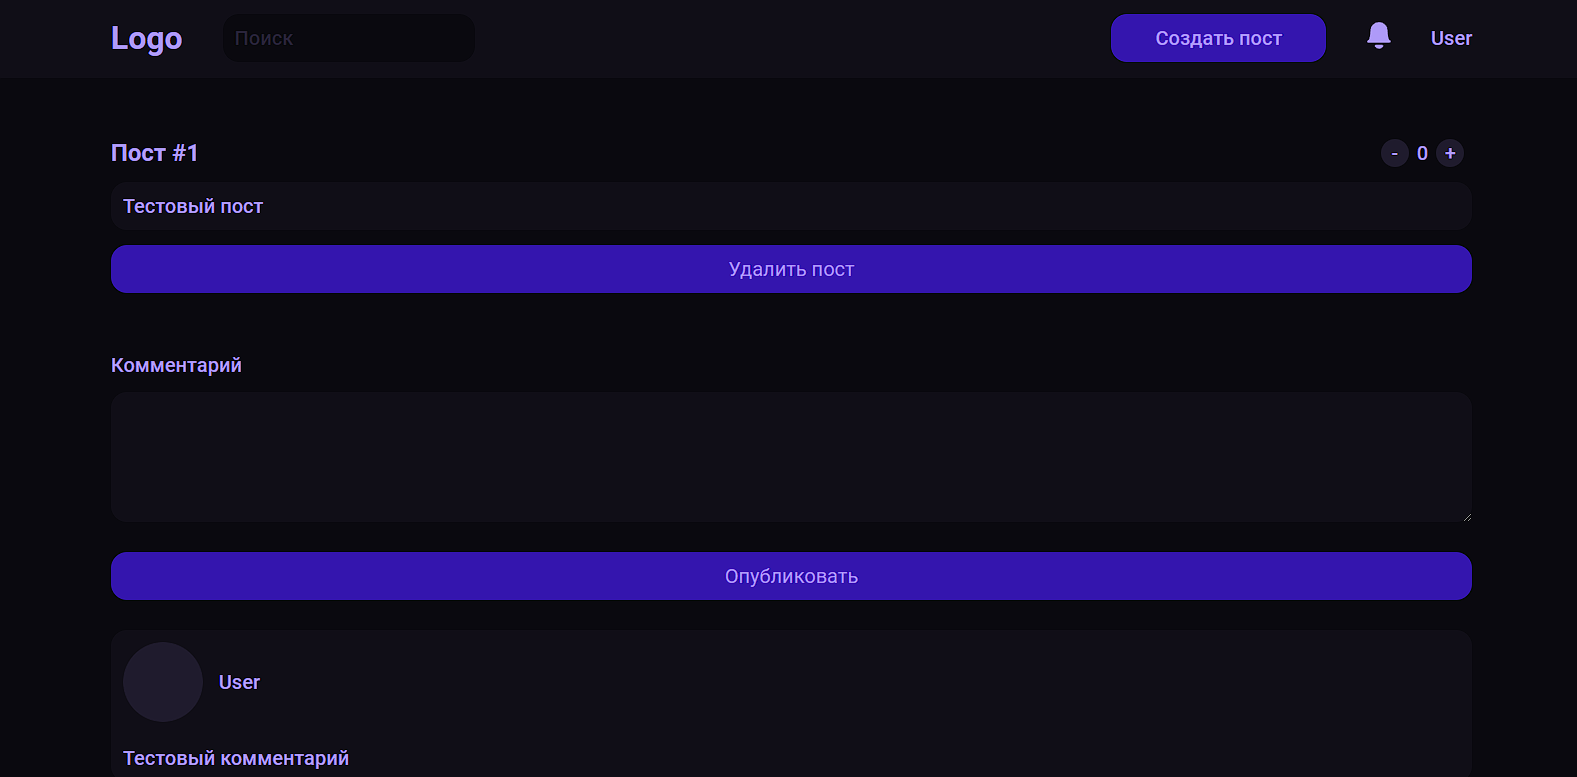 Logo
Поиск
Создать пост
User
Пост #1
- 0 +
Тестовый пост
Удалить пост
Комментарий
Опубликовать
User
Тестовый комментарий